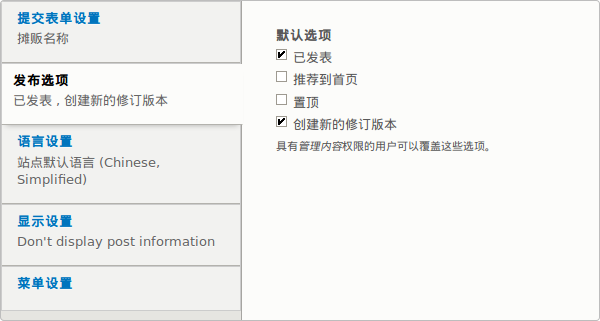 提交表单设置
摊贩名称
发布选项
已发表 , 创建新的修订版本
语言设置
站点默认语言 (Chinese,
Simplified)
显示设置
Don't display post information
菜单设置
默认选项
已发表
推荐到首页
置顶
创建新的修订版本
具有管理内容权限的用户可以覆盖这些选项。